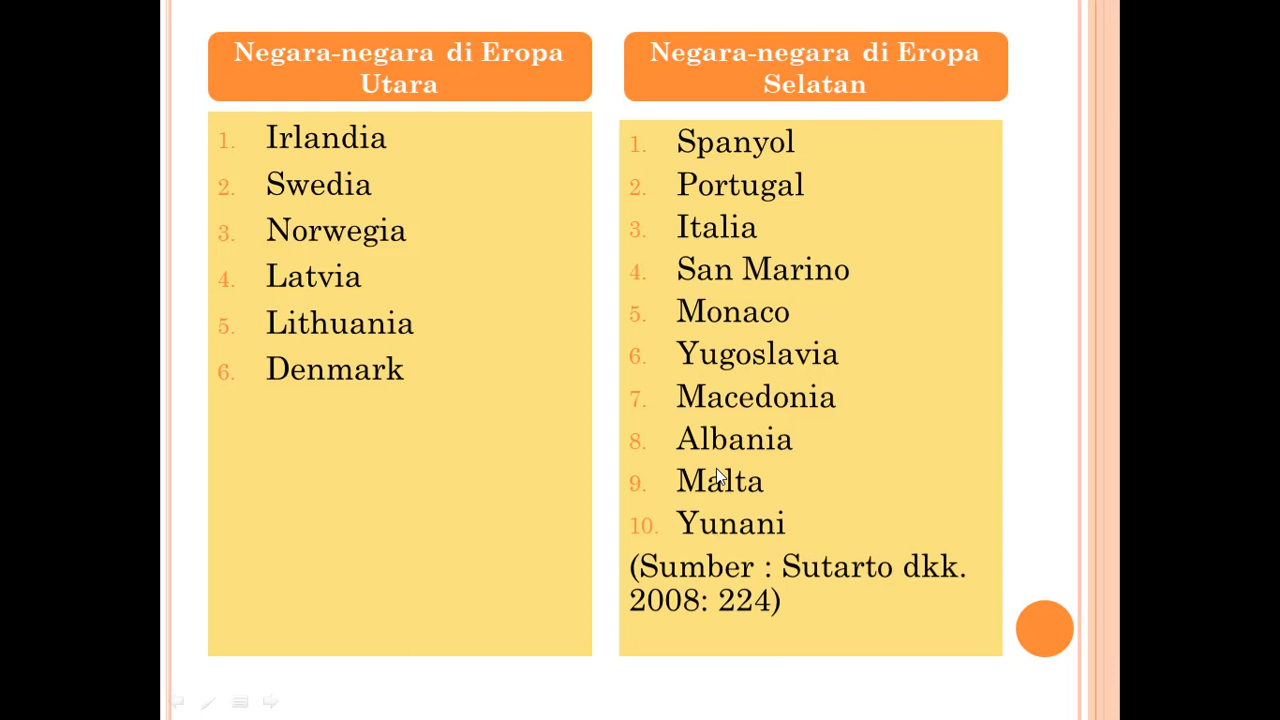 Negara-negara di Eropa
Utara
1. Irlandia
2. Swedia
3. Norwegia
4. Latvia
5. Lithuania
6. Denmark
Negara-negara di Eropa
Selatan
1. Spanyol
2. Portugal
3. Italia
4. San Marino
5. Monaco
6. Yugoslavia
7. Macedonia
8. Albania
9. Malta
10. Yunani
(Sumber : Sutarto dkk.
2008: 224)